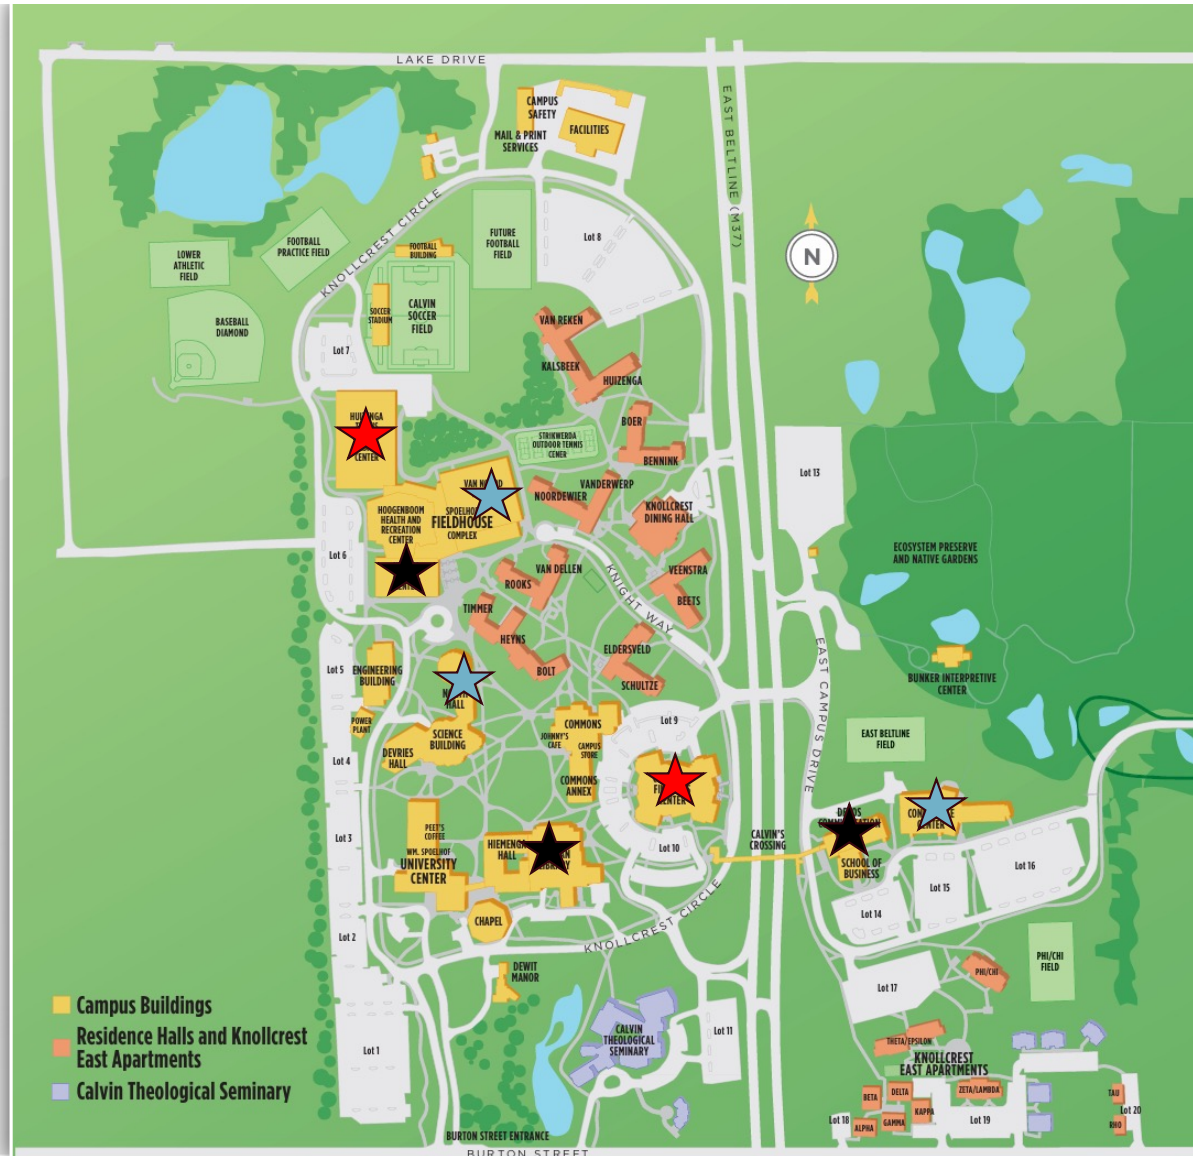 LAKE DRIVE
CAMPUS
SAFETY
FACILITIES
MAIL & PRINT
SERVICES
EAST BELTLINE (M37)
KNOLLCREST CIRCLE
FUTURE
FOOTBALL
FIELD
Lot 8
N
LOWER
ATHLETIC
FIELD
FOOTBALL
PRACTICE FIELD
FOOTBALL
BUILDING
SOCCER
STADIUM
CALVIN
SOCCER
FIELD
BASEBALL
DIAMOND
Lot 7
VAN REKEN
KALSBEEK
HUIZENGA
BOER
BENNINK
STRIKWERDA
OUTDOOR TENNIS
CENER
CENTER
VAN
SPOELHO
FIELDHOUSE
COMPLEX
HOOGENBOOM
HEALTH AND
RECREATION
CENTER
NOORDEWIER
VANDERWERP
KNOLLCREST
DINING HALL
Lot 13
Lot 6
ECOSYSTEM PRESERVE
AND NATIVE GARDENS
ROOKS
VAN DELLEN
KNIGHT WAY
VEENSTRA
BEETS
TIMMER
HEYNS
BOLT
ELDERSVELD
SCHULTZE
Lot 5
ENGINEERING
BUILDING
HALL
POWER
PLANT
SCIENCE
BUILDING
DEVRIES
HALL
COMMONS
JOHNNY'S
CAFE
CAMPUS
STORE
COMMONS
ANNEX
Lot 9
CENTER
EAST CAMPUS DRIVE
BUNKER INTERPRETIVE
CENTER
EAST BELTLINE
FIELD
Lot 4
Lot 3
PEET'S
COFFEE
WM. SPOELHOF
UNIVERSITY
CENTER
HIEMENGA
HALL
Lot 10
CALVIN'S
CROSSING
SCHOOL OF
BUSINESS
Lot 14
Lot 15
Lot 16
CHAPEL
KNOLLCREST CIRCLE
Lot 2
DEWIT
MANOR
Lot 17
PHI/CHI
PHI/CHI
FIELD
Campus Buildings
Residence Halls and Knollcrest
East Apartments
Calvin Theological Seminary
Lot 1
CALVIN
THEOLOGICAL
SEMINARY
Lot 11
THETA/EPSILON
KNOLLCREST
EAST APARTMENTS
BETA
DELTA
ZETA/LAMBDA
KAPPA
ALPHA
GAMMA
Lot 18
Lot 19
TAU
Lot 20
RHO
BURTON STREET ENTRANCE
BURTON STREET